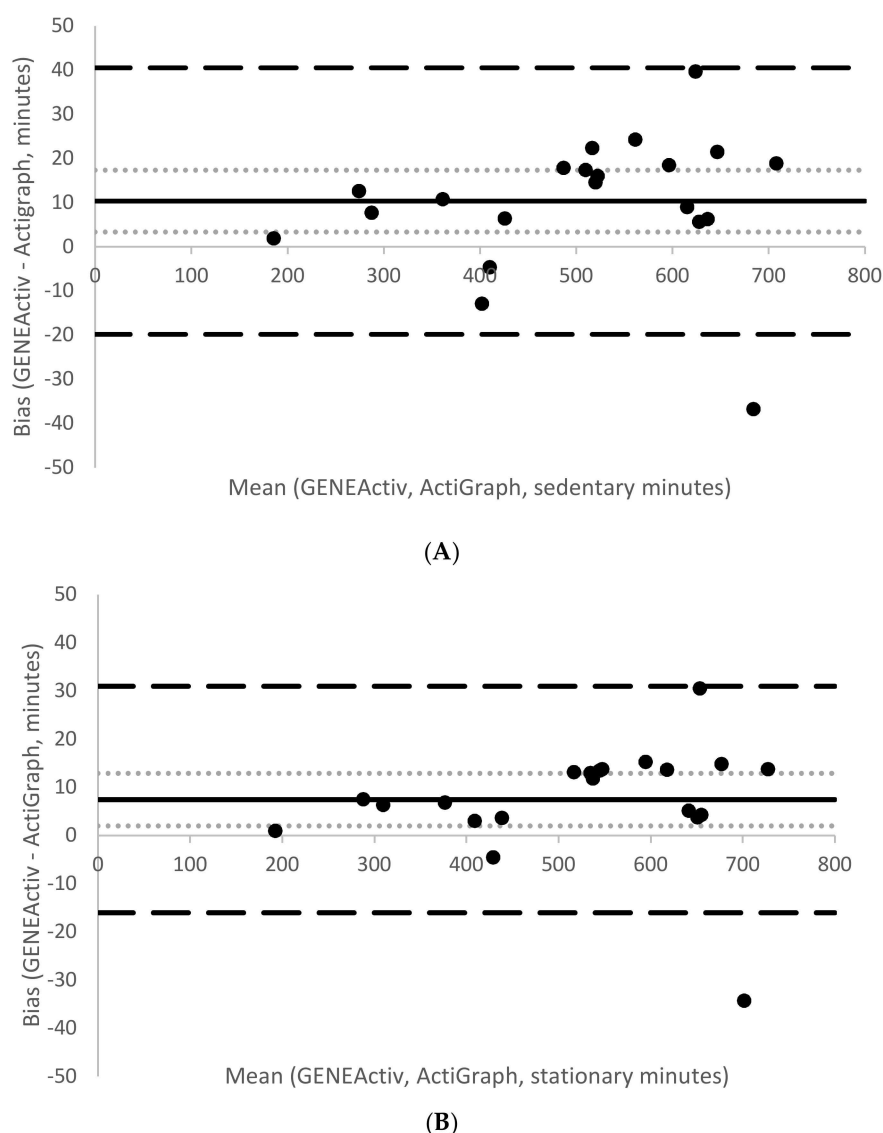 50
40
30
20
10
0
-10
-20
-30
-40
-50
0 100 200 300 400 500 600 700 800
Bias (GENEActiv - Actigraph, minutes)
Mean (GENEActiv, ActiGraph, sedentary minutes)
(A)
50
40
30
20
10
0
-10
-20
-30
-40
-50
0 100 200 300 400 500 600 700 800
Bias (GENEActiv - ActiGraph, minutes)
Mean (GENEActiv, ActiGraph, stationary minutes)
(B)